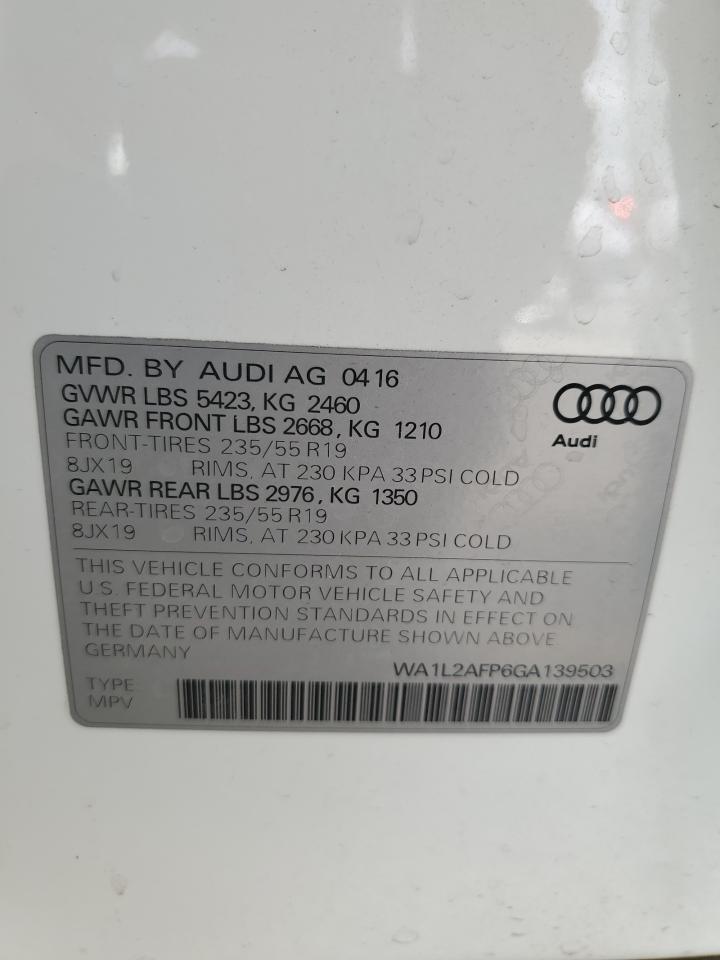 MFD. BY AUDI AG 0416
GVWR LBS 5423, KG 2460
GAWR FRONT LBS 2668, KG 1210
FRONT-TIRES 235/55 R19
8JX19 RIMS, AT 230 KPA 33 PSI COLD
GAWR REAR LBS 2976, KG 1350
REAR-TIRES 235/55 R19
8JX19 RIMS, AT 230 KPA 33 PSI COLD
Audi
THIS VEHICLE CONFORMS TO ALL APPLICABLE
U.S. FEDERAL MOTOR VEHICLE SAFETY AND
THEFT PREVENTION STANDARDS IN EFFECT ON
THE DATE OF MANUFACTURE SHOWN ABOVE.
GERMANY
WA1L2AFP6GA139503
TYPE
MPV